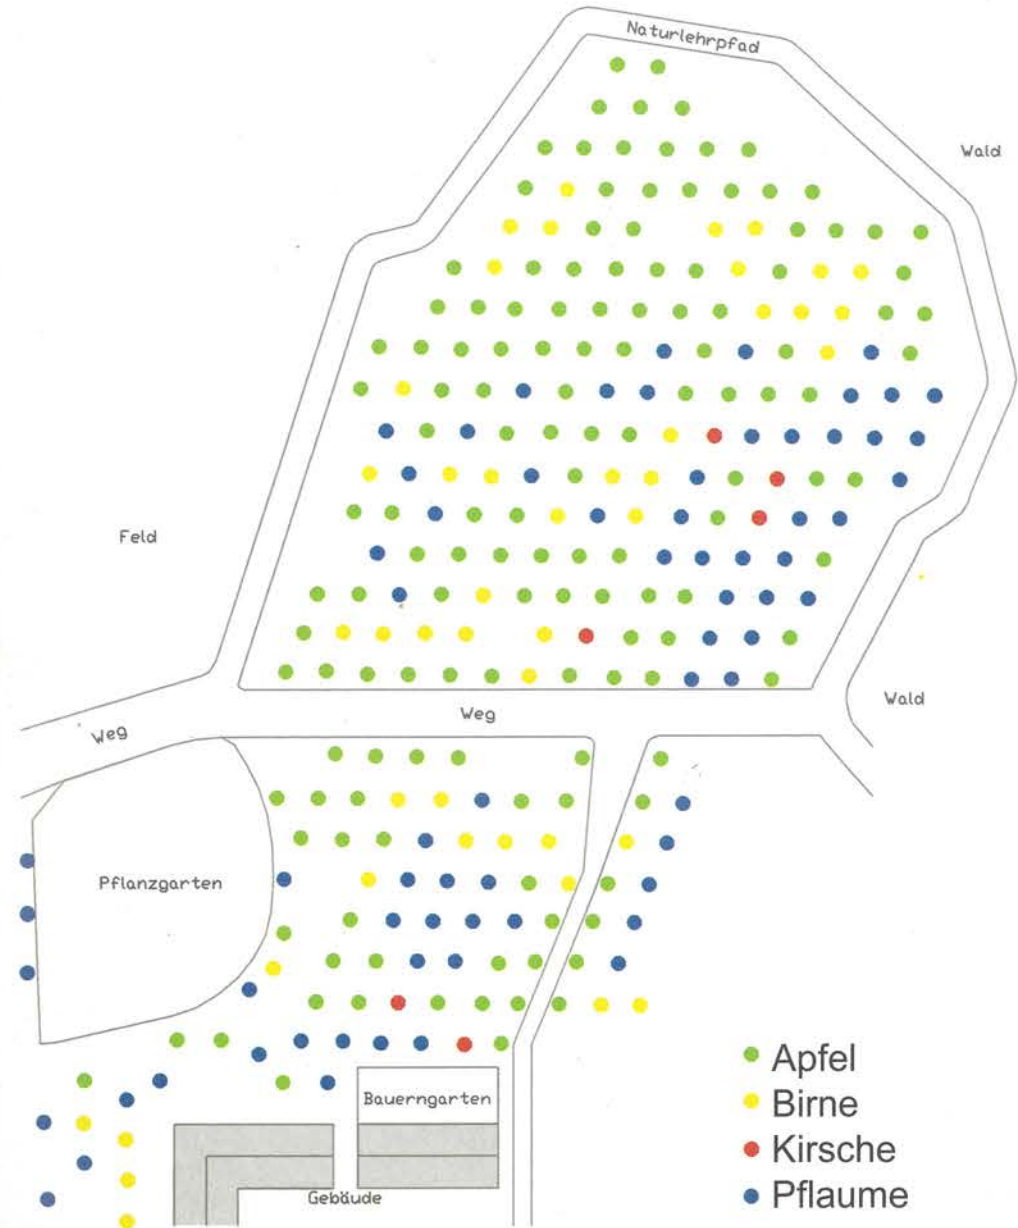 Naturlehrpfad
Wald
Feld
Wald
Weg
Weg
Pflanzgarten
Bauerngarten
Gebäude
Apfel
Birne
Kirsche
Pflaume